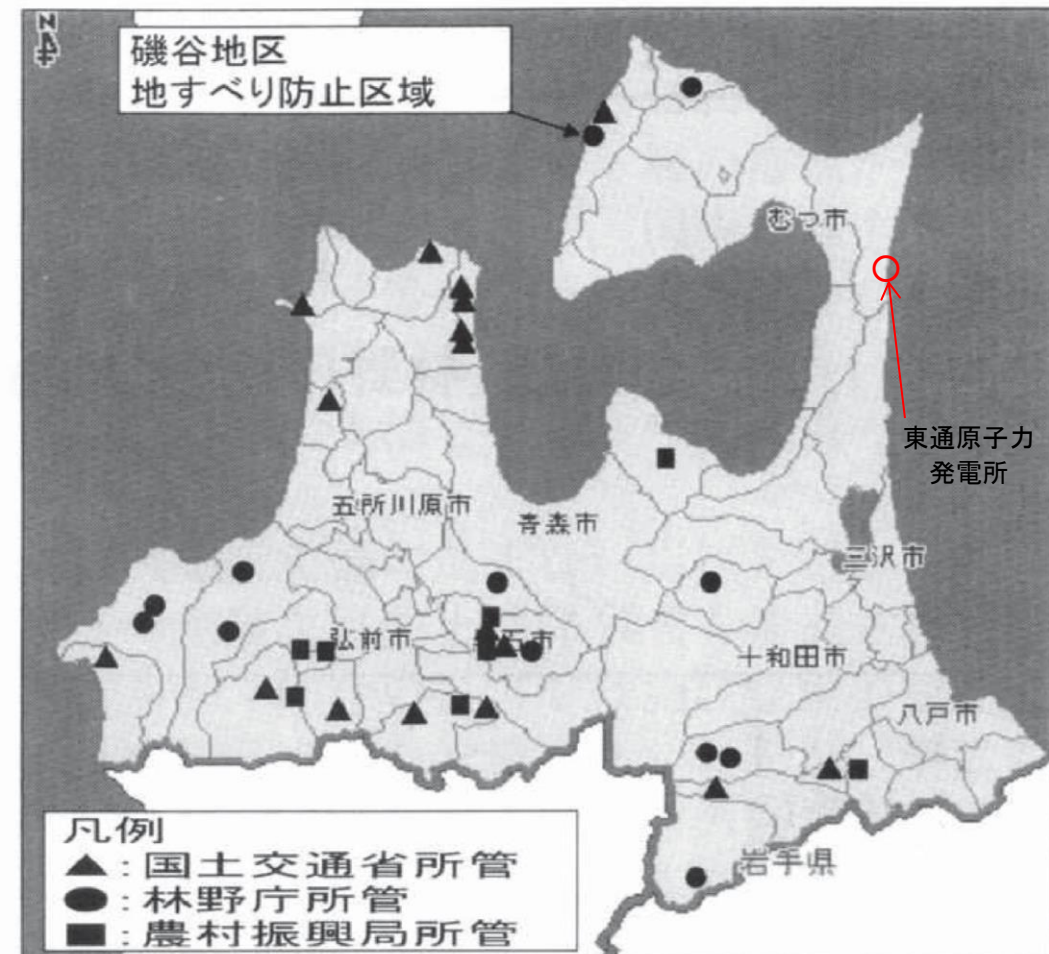 N
磯谷地区
地すべり防止区域
むつ市
東通原子力
発電所
五所川原市
青森市
三沢市
弘前市
石市
十和田市
八戸市
岩手県
凡例
▲：国土交通省所管
●：林野庁所管
■：農村振興局所管